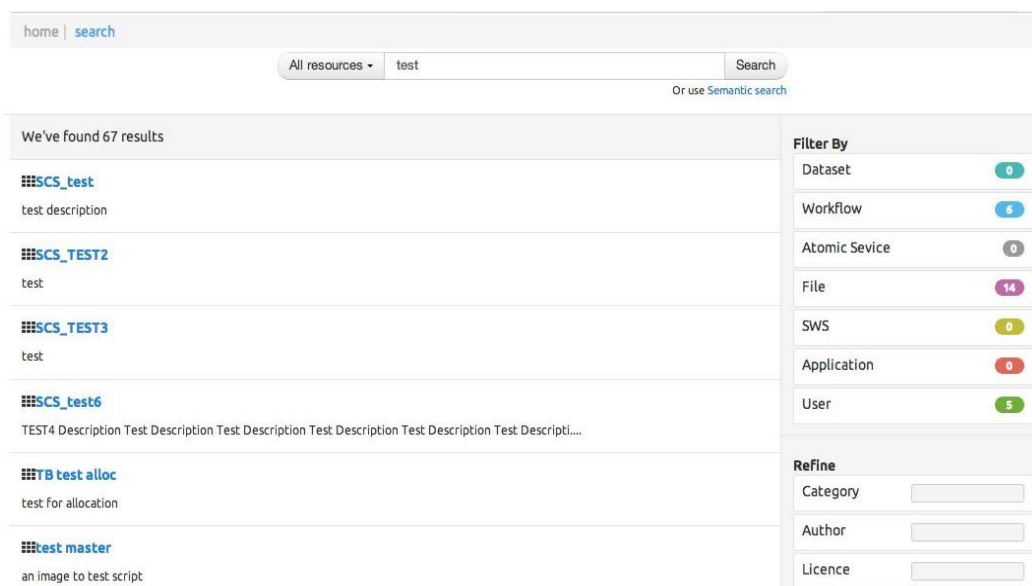 home | search
All resources test Search
Or use Semantic search
We've found 67 results
SCS_test
test description
SCS_TEST2
test
SCS_TEST3
test
SCS_test6
TEST4 Description Test Description Test Description Test Description Test Description Test Descripti....
TB test alloc
test for allocation
test master
an image to test script
Filter By
Dataset 0
Workflow 6
Atomic Sevice 0
File 14
SWS 0
Application 0
User 5
Refine
Category
Author
Licence